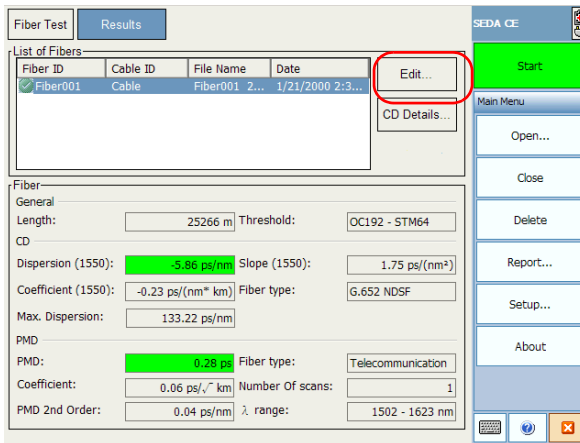 Fiber Test Results SEDA CE
List of Fibers
Fiber ID Cable ID File Name Date
Fiber001 Cable Fiber001 2... 1/21/2000 2:3...
Edit...
CD Details...
Fiber
General
Length: 25266 m Threshold: OC192 - STM64
CD
Dispersion (1550): -5.86 ps/nm Slope (1550): 1.75 ps/(nm²)
Coefficient (1550): -0.23 ps/(nm* km) Fiber type: G.652 NDSF
Max. Dispersion: 133.22 ps/nm
PMD
PMD: 0.28 ps Fiber type: Telecommunication
Coefficient: 0.06 ps/√ km Number Of scans: 1
PMD 2nd Order: 0.04 ps/nm λ range: 1502 - 1623 nm
Start
Main Menu
Open...
Close
Delete
Report...
Setup...
About